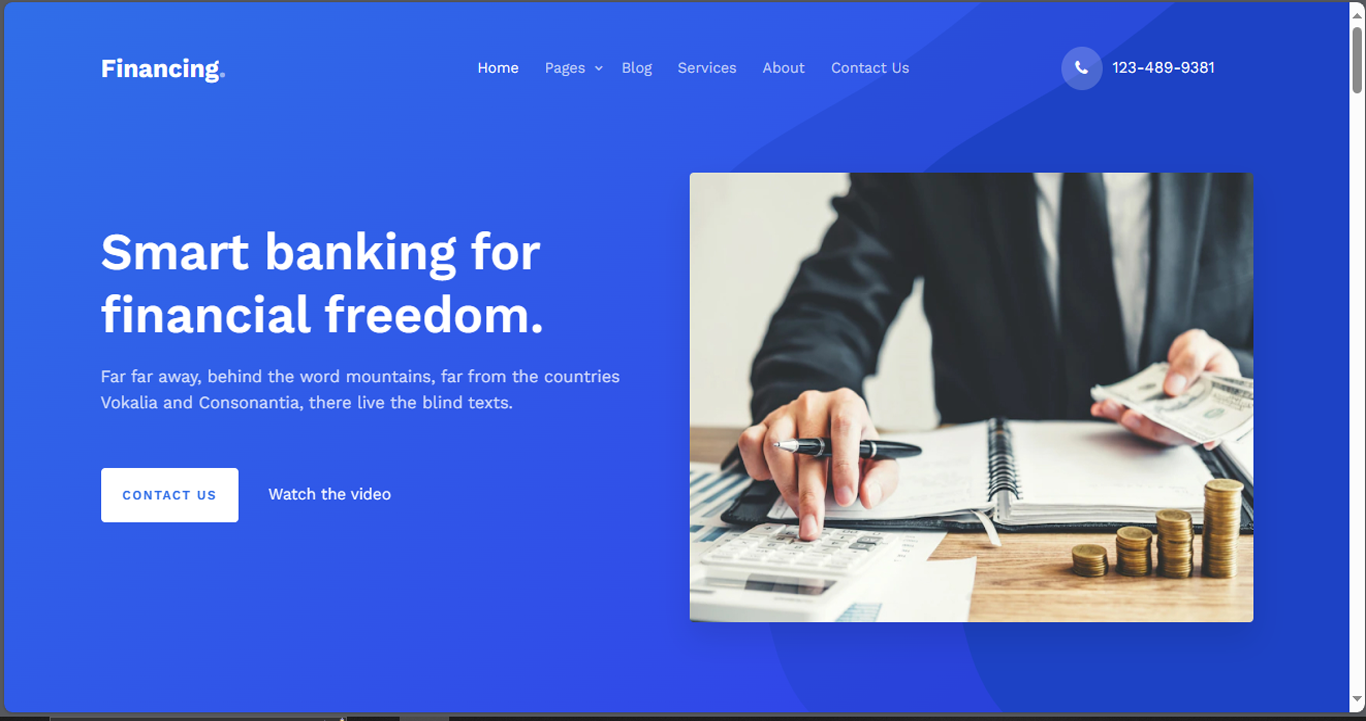 Financing.
Home Pages Blog Services About Contact Us
123-489-9381
Smart banking for
financial freedom.
Far far away, behind the word mountains, far from the countries
Vokalia and Consonantia, there live the blind texts.
CONTACT US
Watch the video